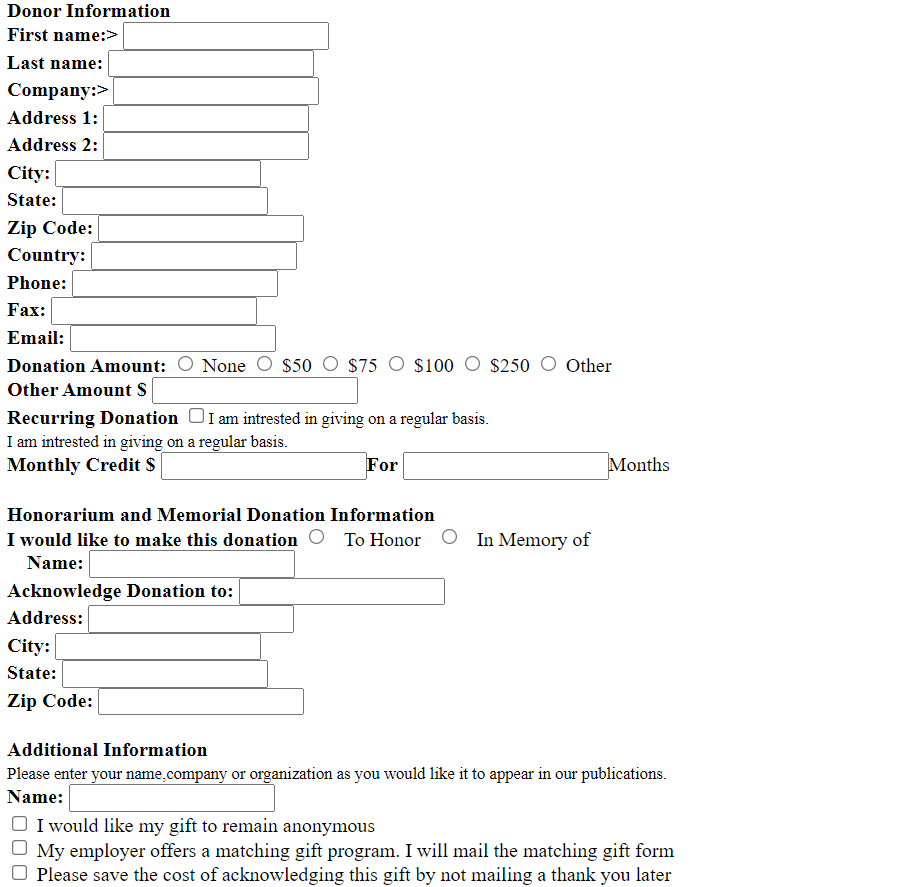 Donor Information
First name:>
Last name:
Company:>
Address 1:
Address 2:
City:
State:
Zip Code:
Country:
Phone:
Fax:
Email:
Donation Amount: None $50 $75 $100 $250 Other
Other Amount $
Recurring Donation I am intrested in giving on a regular basis.
I am intrested in giving on a regular basis.
Monthly Credit $ For Months
Honorarium and Memorial Donation Information
I would like to make this donation To Honor In Memory of
Name:
Acknowledge Donation to:
Address:
City:
State:
Zip Code:
Additional Information
Please enter your name,company or organization as you would like it to appear in our publications.
Name:
I would like my gift to remain anonymous
My employer offers a matching gift program. I will mail the matching gift form
Please save the cost of acknowledging this gift by not mailing a thank you later